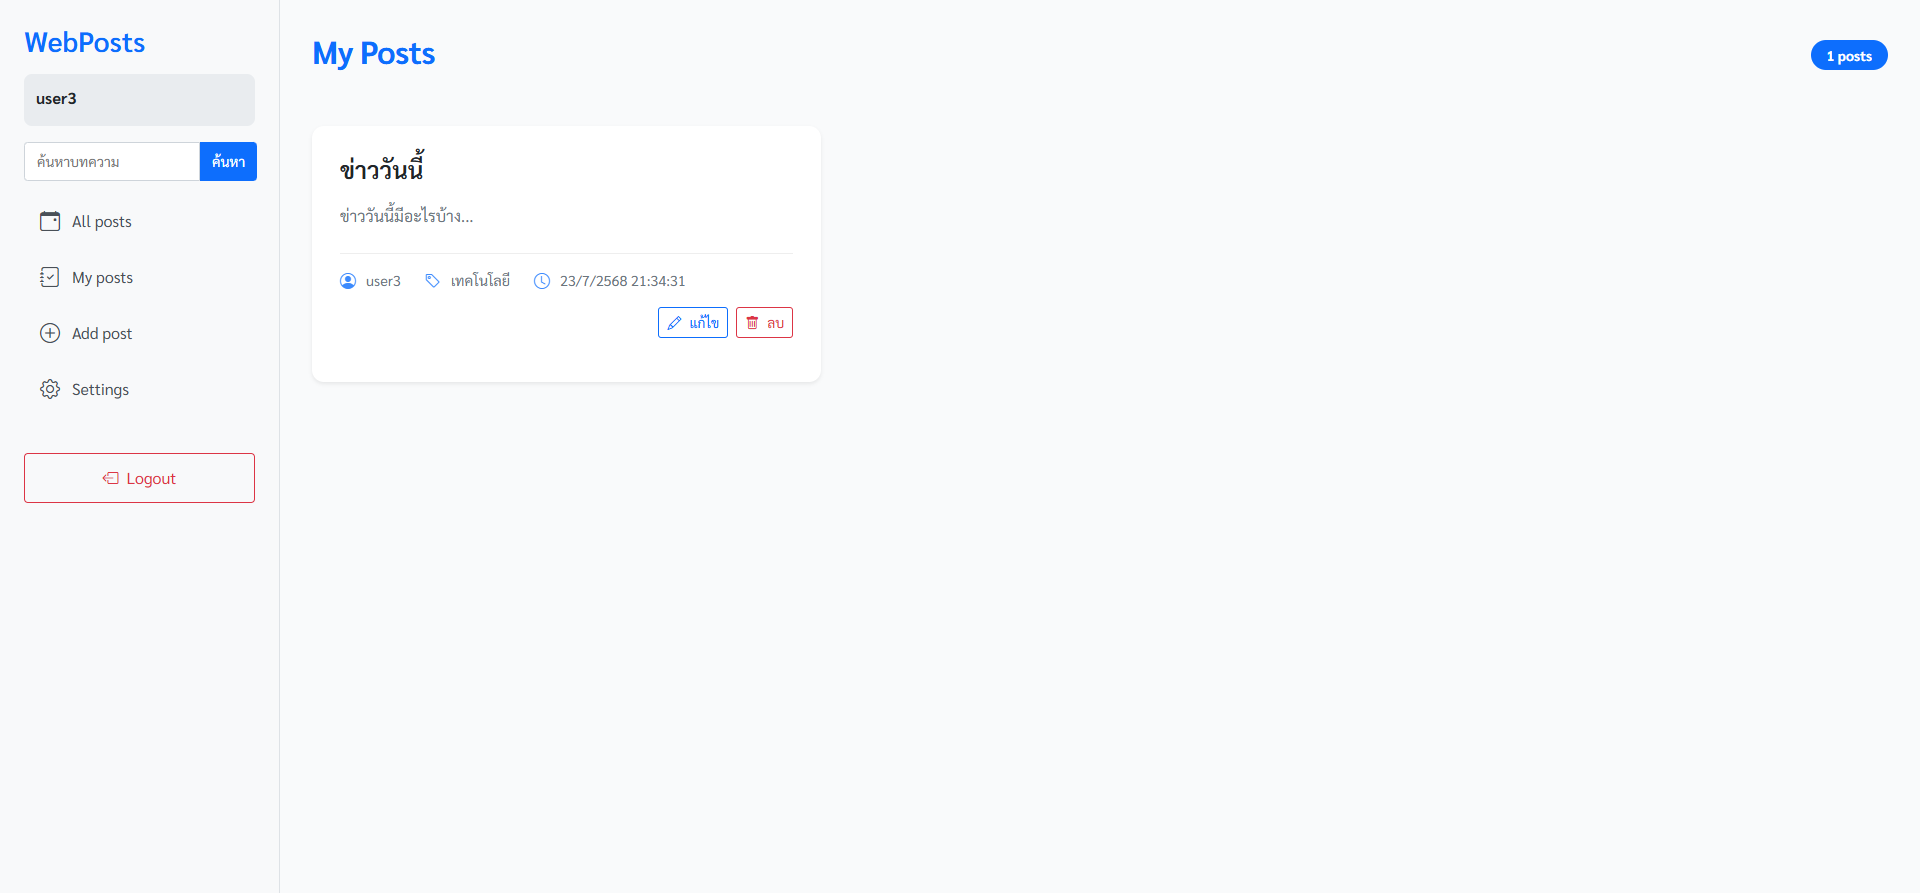 WebPosts
user3
ค้นหาบทความ
ค้นหา
All posts
My posts
Add post
Settings
Logout
My Posts
1 posts
ข่าววันนี้
ข่าววันนี้มีอะไรบ้าง...
user3 เทคโนโลยี 23/7/2568 21:34:31
แก้ไข ลบ